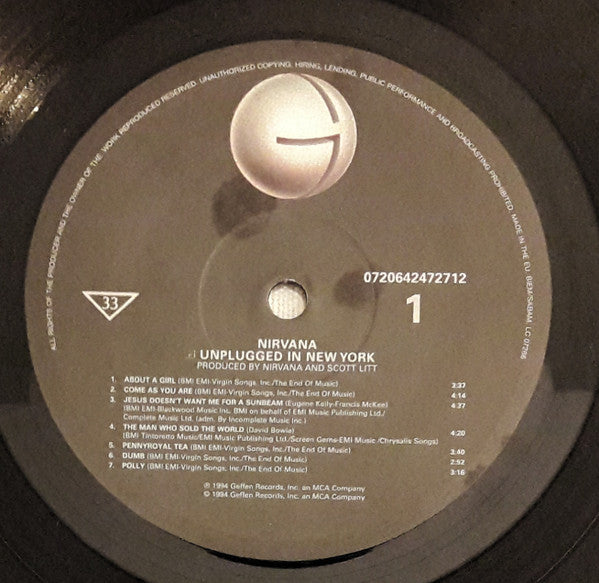 ALL RIGHTS OF THE PRODUCER AND THE OWNER OF THE WORK REPRODUCED RESERVED. UNAUTHORIZED COPYING, HIRING, LENDING, PUBLIC PERFORMANCE AND BROADCASTING PROHIBITED. MADE IN THE EU. BIEM/SABAM. LC 07266
33
0720642472712
1
NIRVANA
UNPLUGGED IN NEW YORK
PRODUCED BY NIRVANA AND SCOTT LITT
1. ABOUT A GIRL (BMI EMI-Virgin Songs, Inc./The End Of Music) 3:37
2. COME AS YOU ARE (BMI EMI-Virgin Songs, Inc./The End Of Music) 4:14
3. JESUS DOESN'T WANT ME FOR A SUNBEAM (Eugene Kelly-Francis McKee) 4:37
(BMI/EMI-Blackwood Music Inc. BMI on behalf of EMI Music Publishing Ltd./
Complete Music Ltd. (adm. By Incomplete Music Inc.)
4. THE MAN WHO SOLD THE WORLD (David Bowie) 4:20
(BMI Tintoretto Music/EMI Music Publishing Ltd./Screen Gems-EMI Music /Chrysalis Songs)
5. PENNYROYAL TEA (BMI EMI-Virgin Songs, Inc./The End Of Music) 3:40
6. DUMB (BMI EMI-Virgin Songs, Inc./The End Of Music) 2:52
7. POLLY (BMI EMI-Virgin Songs, Inc./The End Of Music) 3:16
℗ 1994 Geffen Records, Inc. an MCA Company
© 1994 Geffen Records, Inc., an MCA Company